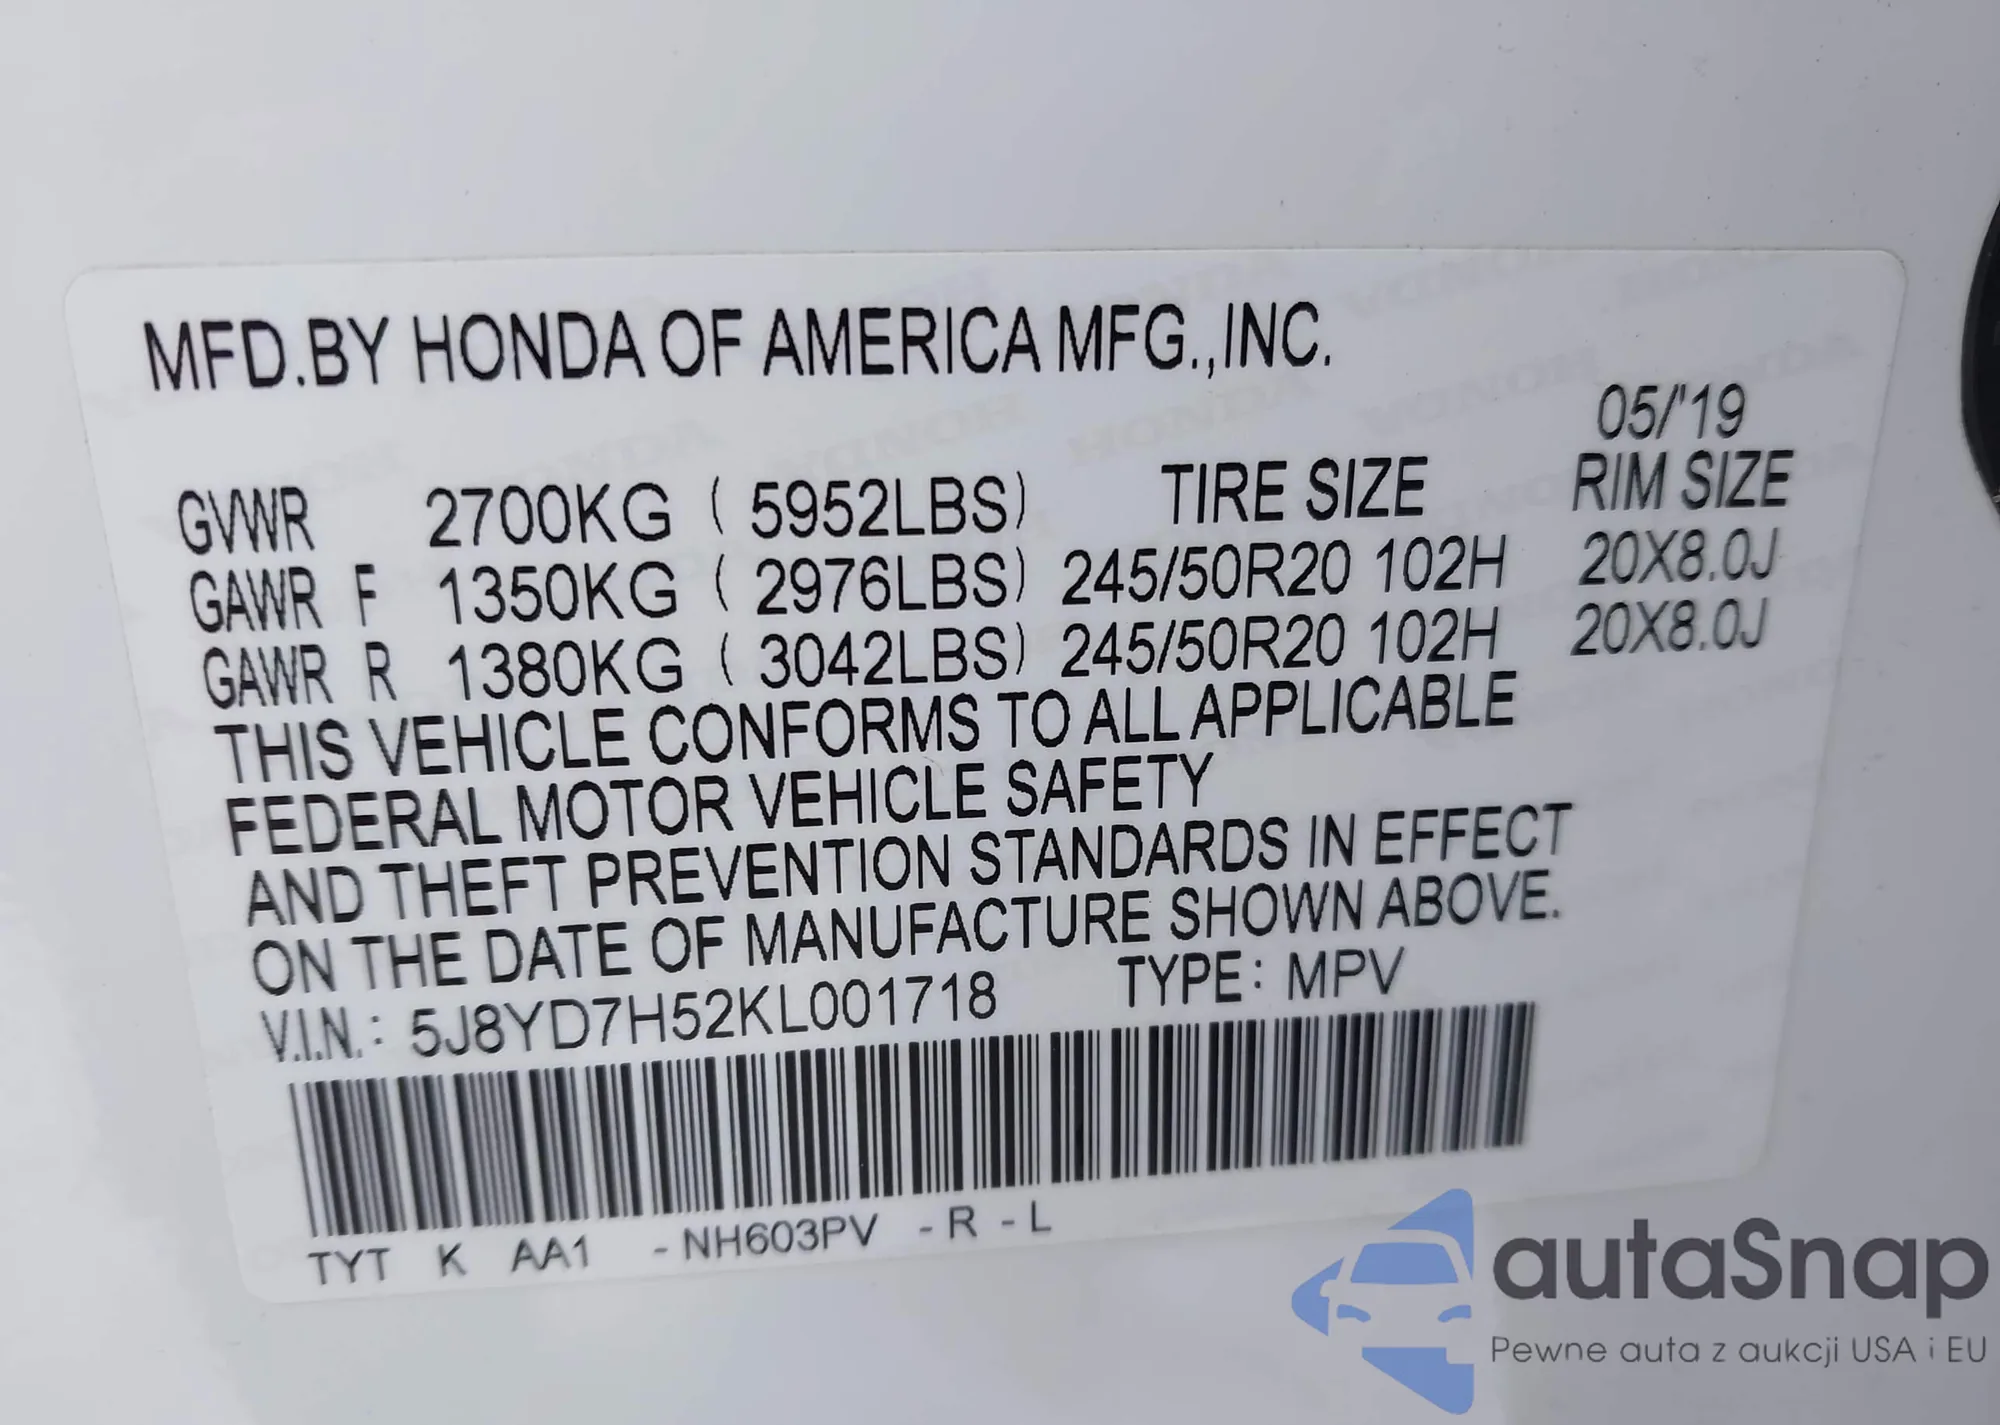 MFD.BY HONDA OF AMERICA MFG.,INC.
05/'19
GVWR 2700KG ( 5952LBS) TIRE SIZE RIM SIZE
GAWR F 1350KG ( 2976LBS) 245/50R20 102H 20X8.0J
GAWR R 1380KG ( 3042LBS) 245/50R20 102H 20X8.0J
THIS VEHICLE CONFORMS TO ALL APPLICABLE
FEDERAL MOTOR VEHICLE SAFETY
AND THEFT PREVENTION STANDARDS IN EFFECT
ON THE DATE OF MANUFACTURE SHOWN ABOVE.
V.I.N.: 5J8YD7H52KL001718 TYPE: MPV
TYT K AA1 -NH603PV -R -L
autaSnap
Pewne auta z aukcji USA i EU